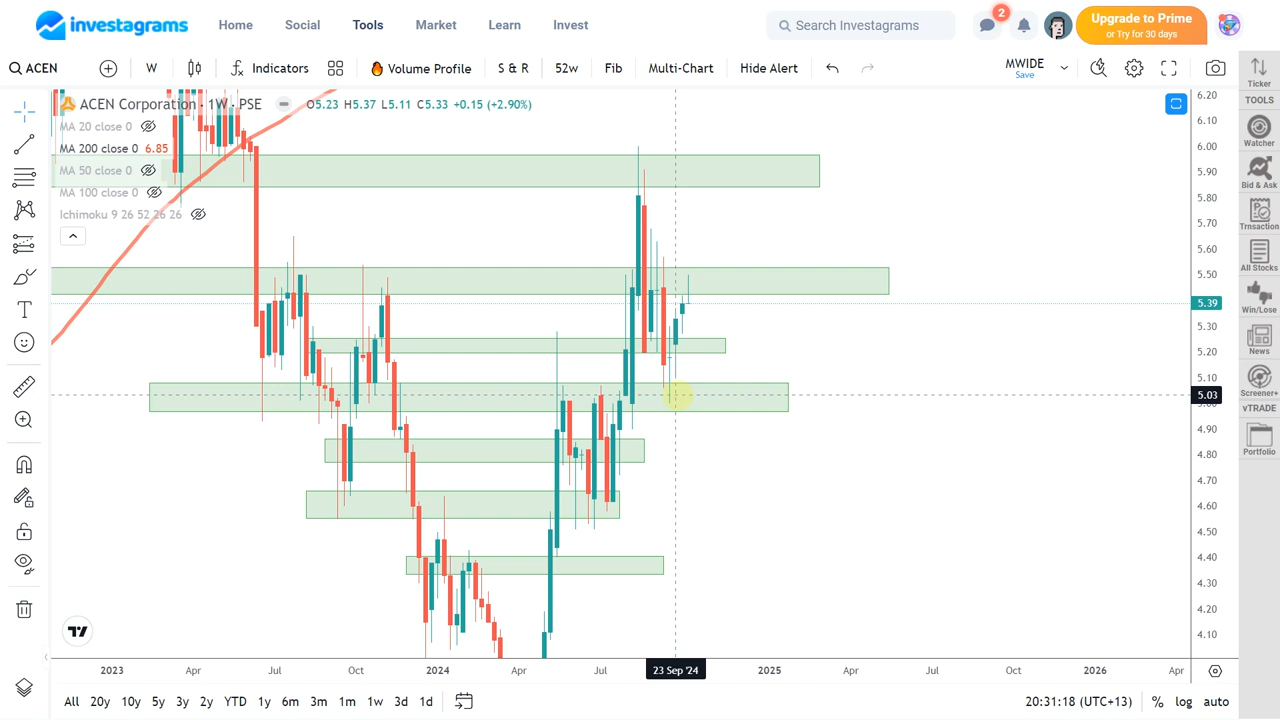 investagrams Home Social Tools Market Learn Invest Search Investagrams 2 Upgrade to Prime
or Try for 30 days
ACEN W Indicators Volume Profile S & R 52w Fib Multi-Chart Hide Alert MWIDE
Save
Ticker
TOOLS
Watcher
Bid & Ask
Trnsaction
All Stocks
Win/Lose
News
Screener+
vTRADE
Portfolio
ACEN Corporation · 1W · PSE O5.23 H5.37 L5.11 C5.33 +0.15 (+2.90%)
MA 20 close 0
MA 200 close 0 6.85
MA 50 close 0
MA 100 close 0
Ichimoku 9 26 52 26 26
6.20
6.10
6.00
5.90
5.80
5.70
5.60
5.50
5.39
5.30
5.20
5.10
5.03
4.90
4.80
4.70
4.60
4.50
4.40
4.30
4.20
4.10
2023 Apr Jul Oct 2024 Apr Jul 23 Sep '24 2025 Apr Jul Oct 2026 Apr
All 20y 10y 5y 3y 2y YTD 1y 6m 3m 1m 1w 3d 1d 20:31:18 (UTC+13) % log auto